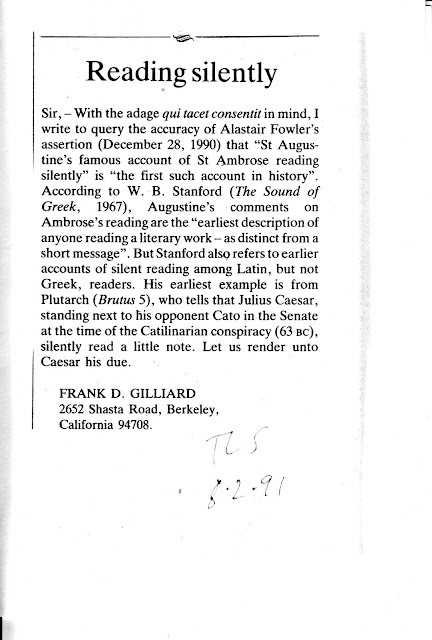 Reading silently
Sir, – With the adage qui tacet consentit in mind, I
write to query the accuracy of Alastair Fowler's
assertion (December 28, 1990) that "St Augus-
tine's famous account of St Ambrose reading
silently" is "the first such account in history".
According to W. B. Stanford (The Sound of
Greek, 1967), Augustine's comments on
Ambrose's reading are the "earliest description of
anyone reading a literary work – as distinct from a
short message". But Stanford also refers to earlier
accounts of silent reading among Latin, but not
Greek, readers. His earliest example is from
Plutarch (Brutus 5), who tells that Julius Caesar,
standing next to his opponent Cato in the Senate
at the time of the Catilinarian conspiracy (63 BC),
silently read a little note. Let us render unto
Caesar his due.
FRANK D. GILLIARD
2652 Shasta Road, Berkeley,
California 94708.
TLS
8.2.91